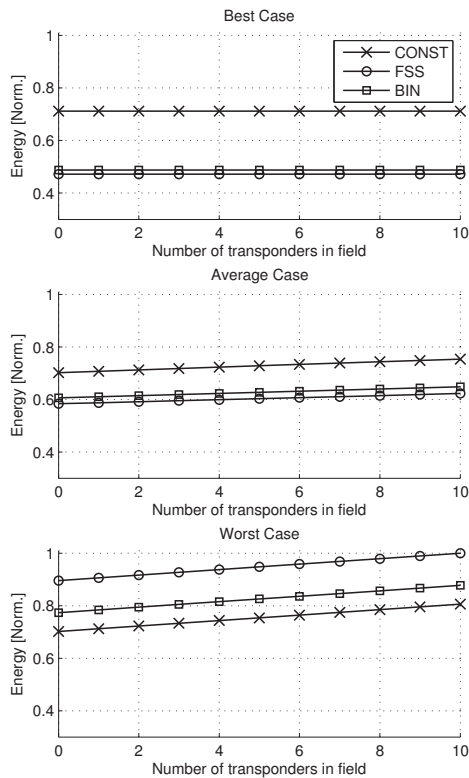 Best Case
1
0.8
0.6
0.4
Energy [Norm.]
CONST
FSS
BIN
0 2 4 6 8 10
Number of transponders in field
Average Case
1
0.8
0.6
0.4
Energy [Norm.]
0 2 4 6 8 10
Number of transponders in field
Worst Case
1
0.8
0.6
0.4
Energy [Norm.]
0 2 4 6 8 10
Number of transponders in field